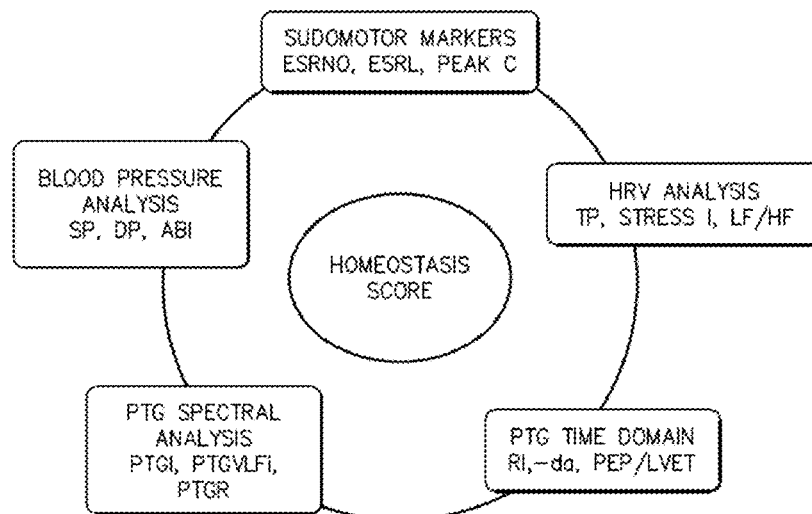 SUDOMOTOR MARKERS
ESRNO, ESRL, PEAK C
BLOOD PRESSURE
ANALYSIS
SP, DP, ABI
HRV ANALYSIS
TP, STRESS I, LF/HF
HOMEOSTASIS
SCORE
PTG SPECTRAL
ANALYSIS
PTGI, PTGVLFi,
PTGR
PTG TIME DOMAIN
RI,-da, PEP/LVET